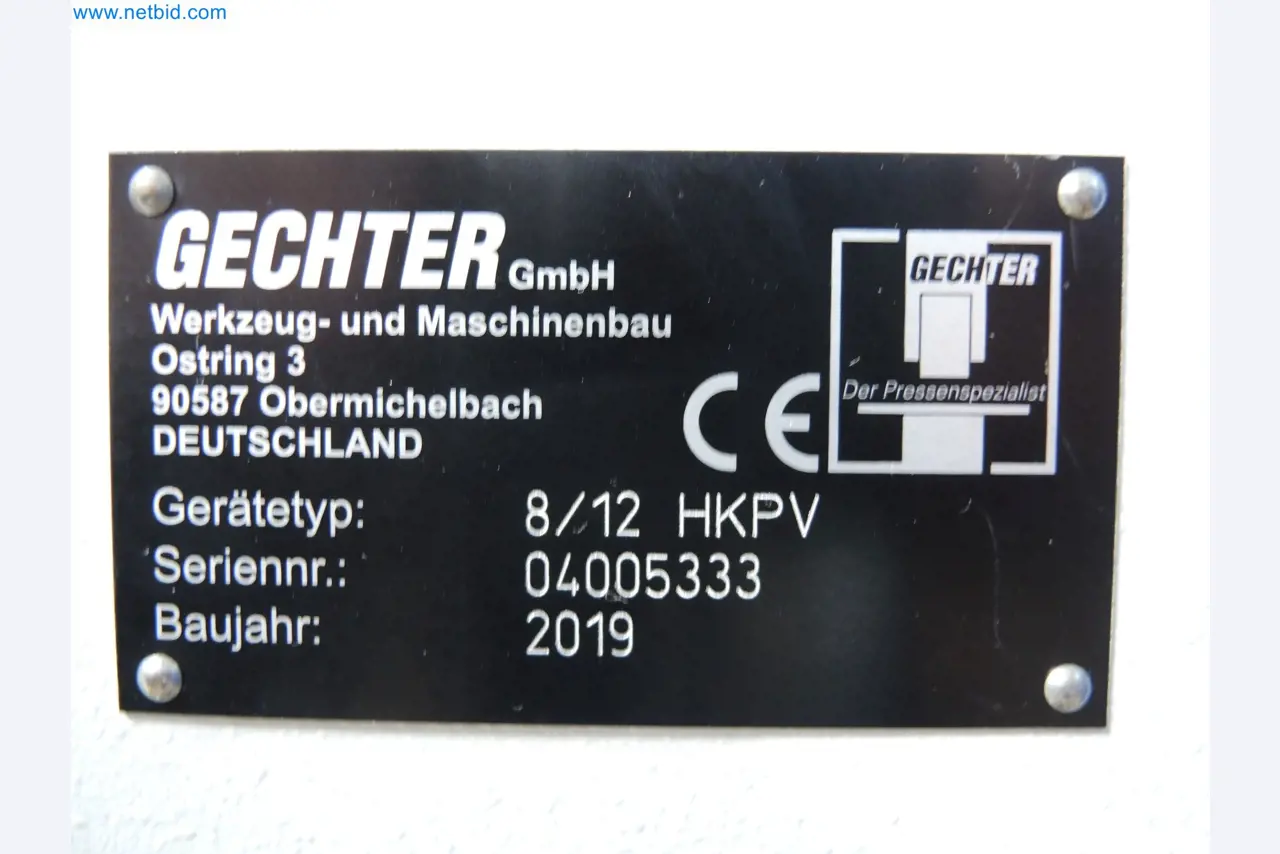 www.netbid.com
GECHTER GmbH
Werkzeug- und Maschinenbau
Ostring 3
90587 Obermichelbach
DEUTSCHLAND
CE
GECHTER
Der Pressenspezialist
Gerätetyp: 8/12 HKPV
Seriennr.: 04005333
Baujahr: 2019